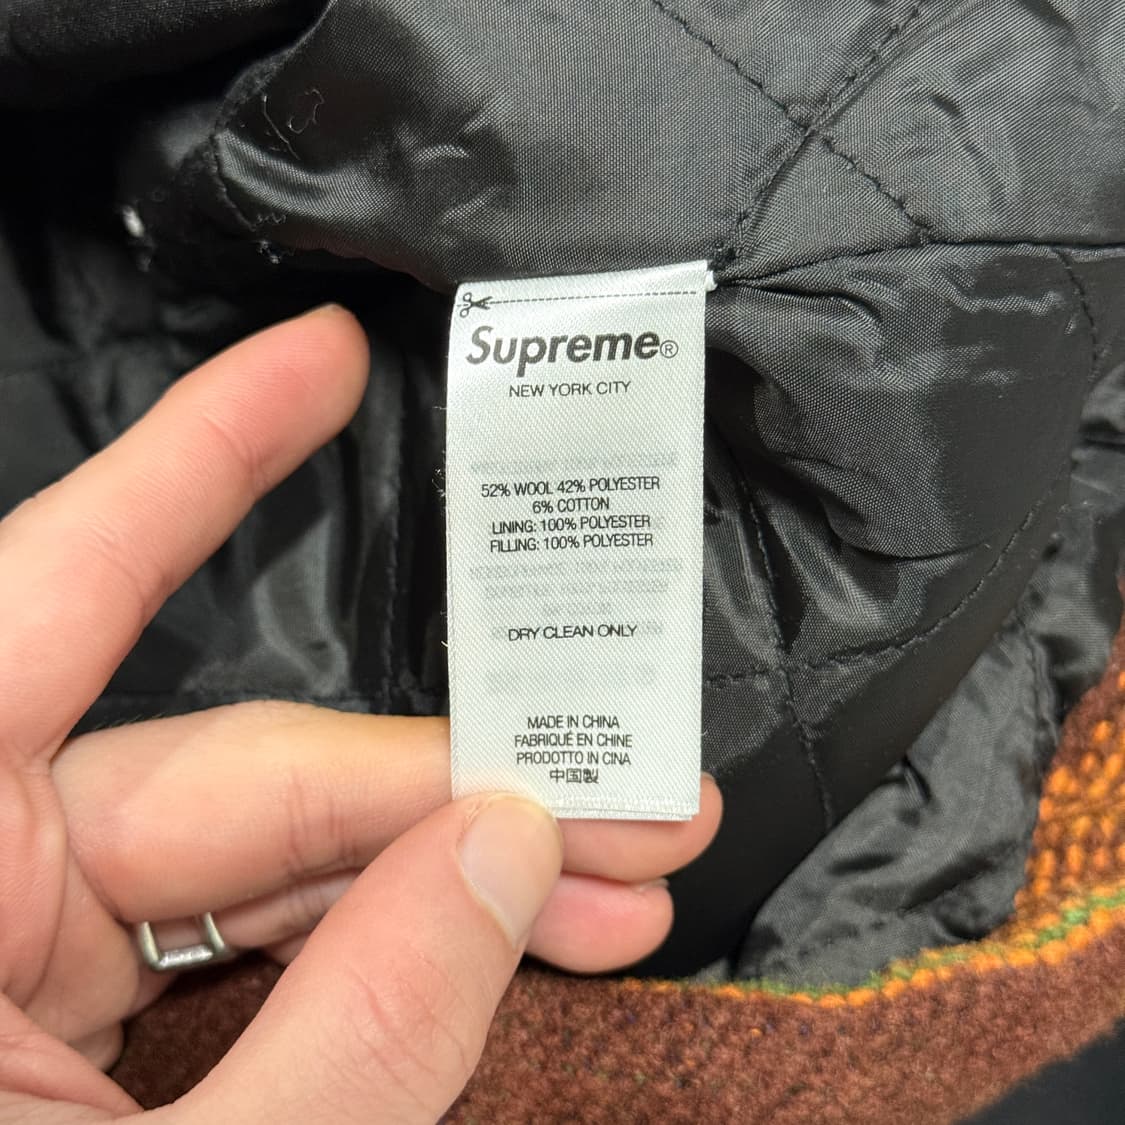 Supreme®
NEW YORK CITY
52% WOOL 42% POLYESTER
6% COTTON
LINING: 100% POLYESTER
FILLING: 100% POLYESTER
DRY CLEAN ONLY
MADE IN CHINA
FABRIQUÉ EN CHINE
PRODOTTO IN CINA
中国製